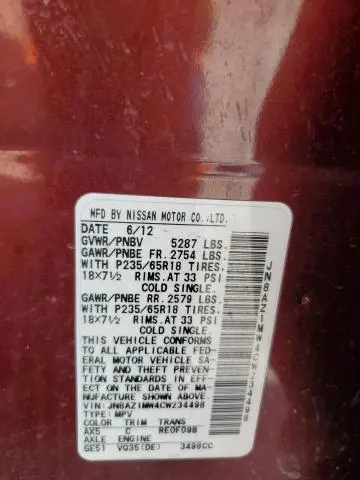 MFD BY NISSAN MOTOR CO.,LTD.
DATE 6/12
GVWR/PNBV 5287 LBS.
GAWR/PNBE FR. 2754 LBS.
WITH P235/65R18 TIRES.
18X7½ RIMS.AT 33 PSI
COLD SINGLE.
GAWR/PNBE RR. 2579 LBS.
WITH P235/65R18 TIRES.
18X7½ RIMS.AT 33 PSI
COLD SINGLE.
THIS VEHICLE CONFORMS
TO ALL APPLICABLE FED-
ERAL MOTOR VEHICLE SA-
FETY AND THEFT PREVEN-
TION STANDARDS IN EFFECT
ON THE DATE OF MA-
NUFACTURE SHOWN ABOVE.
VIN:JN8AZ1MW4CW234498
TYPE: MPV
COLOR TRIM TRANS
AX5 C RE0F09B
AXLE ENGINE
GE51 VQ35(DE) 3498CC
JN8AZ1MW4CW234498